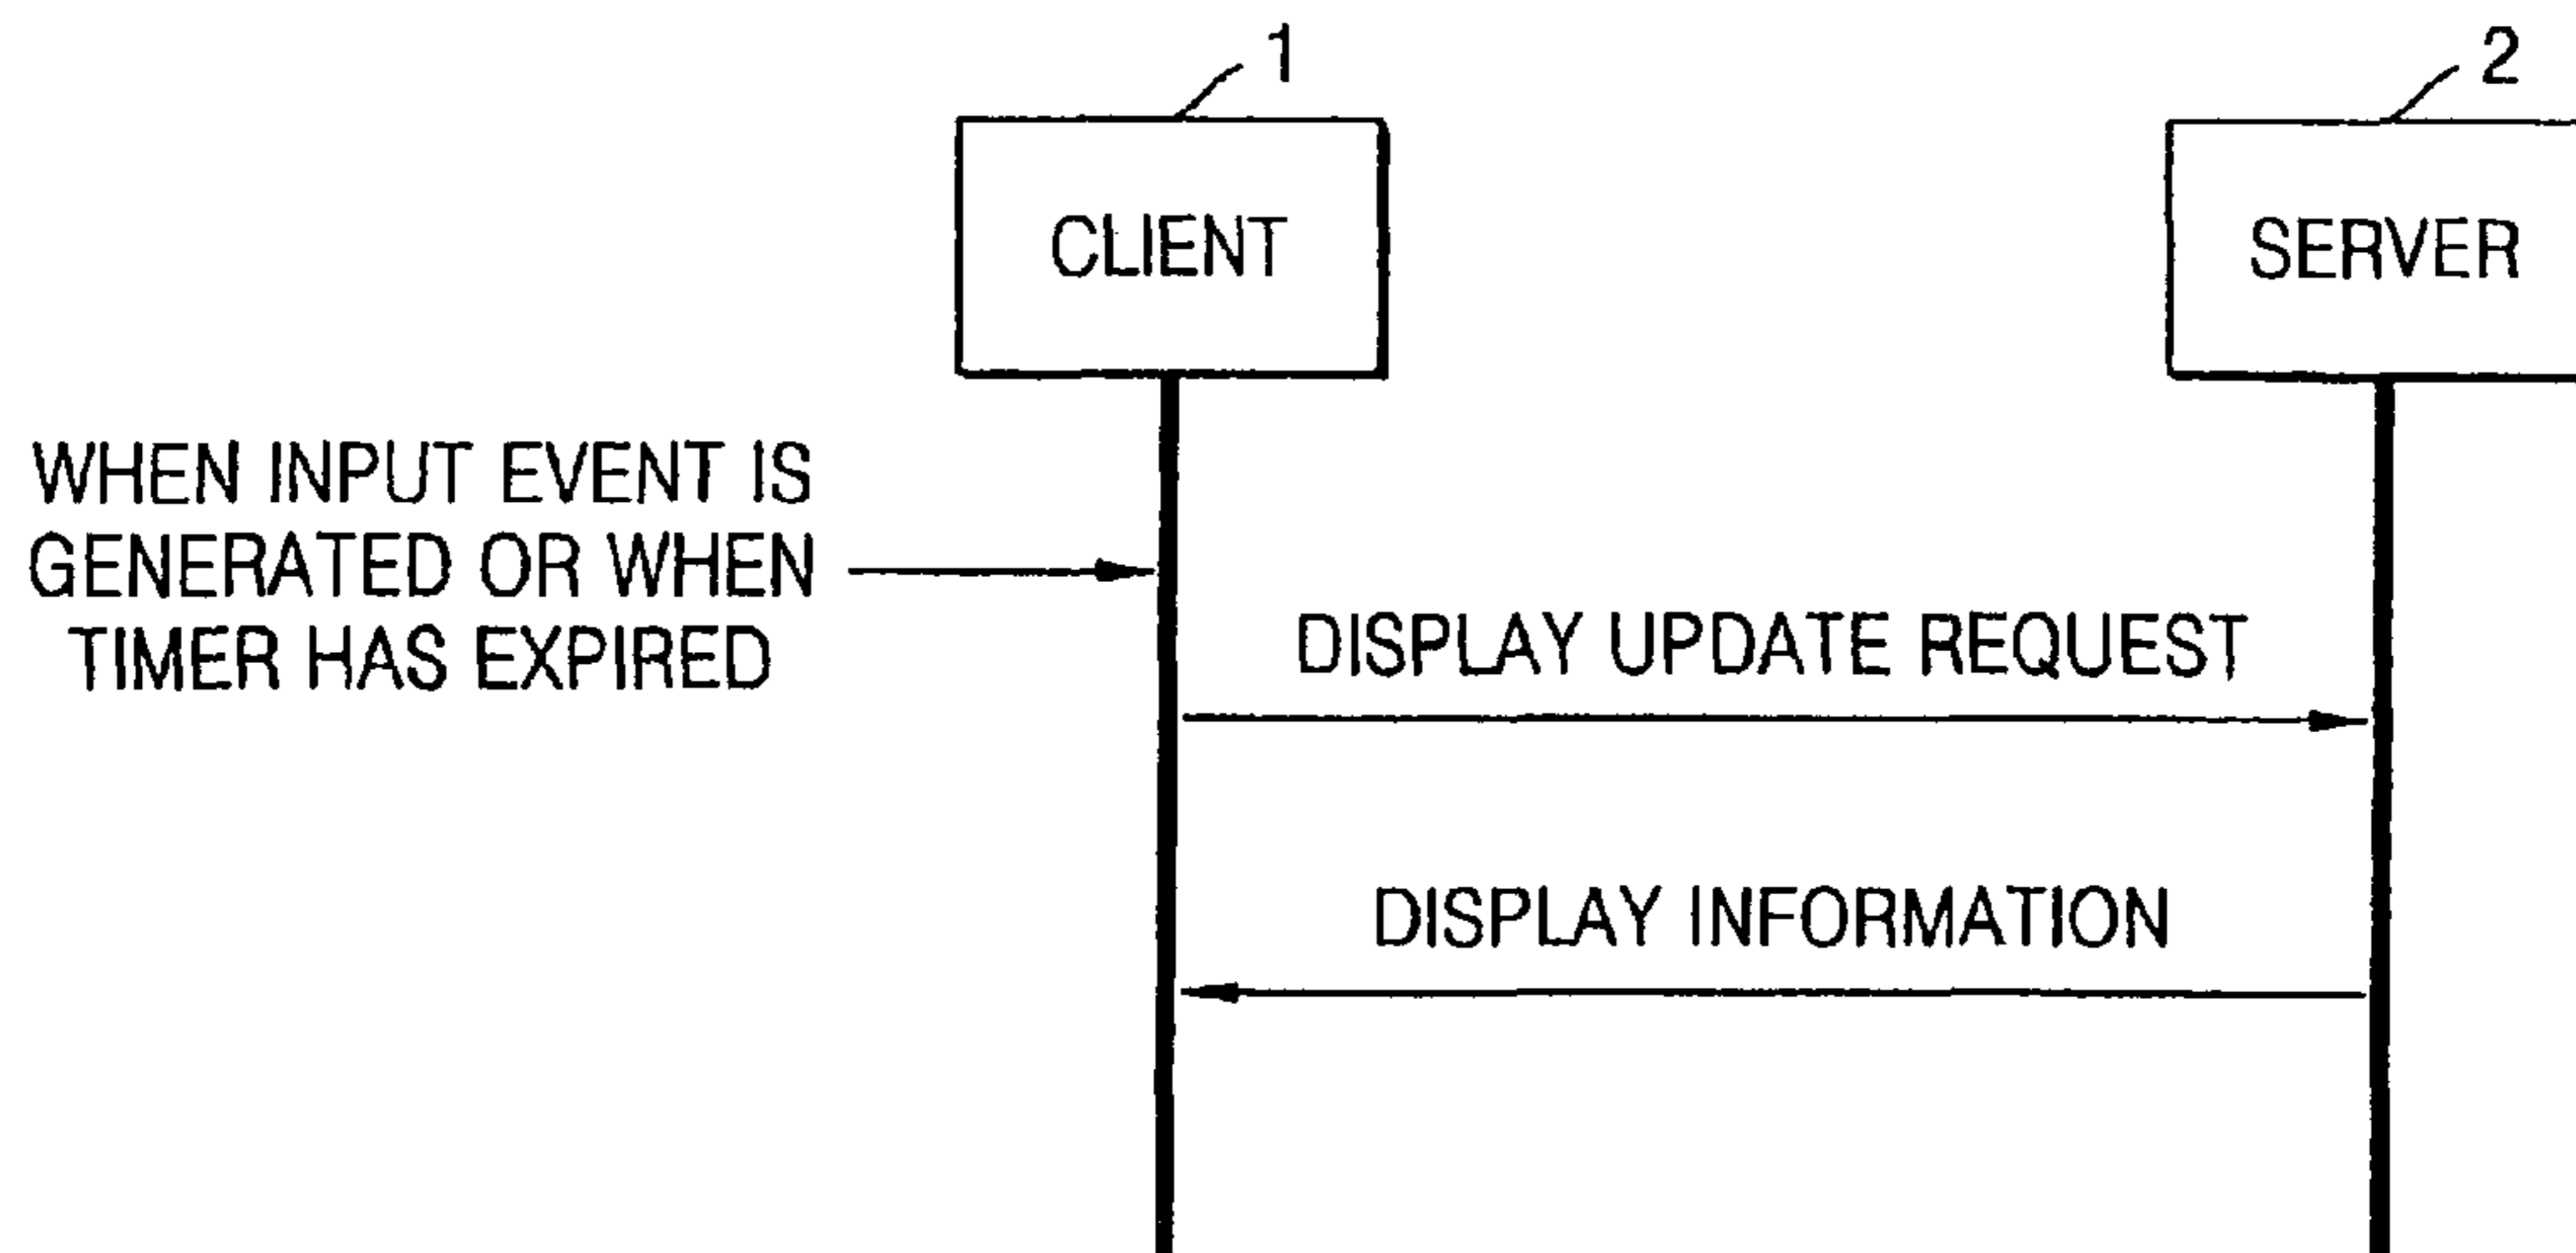 1
2
CLIENT
SERVER
WHEN INPUT EVENT IS
GENERATED OR WHEN
TIMER HAS EXPIRED
DISPLAY UPDATE REQUEST
DISPLAY INFORMATION